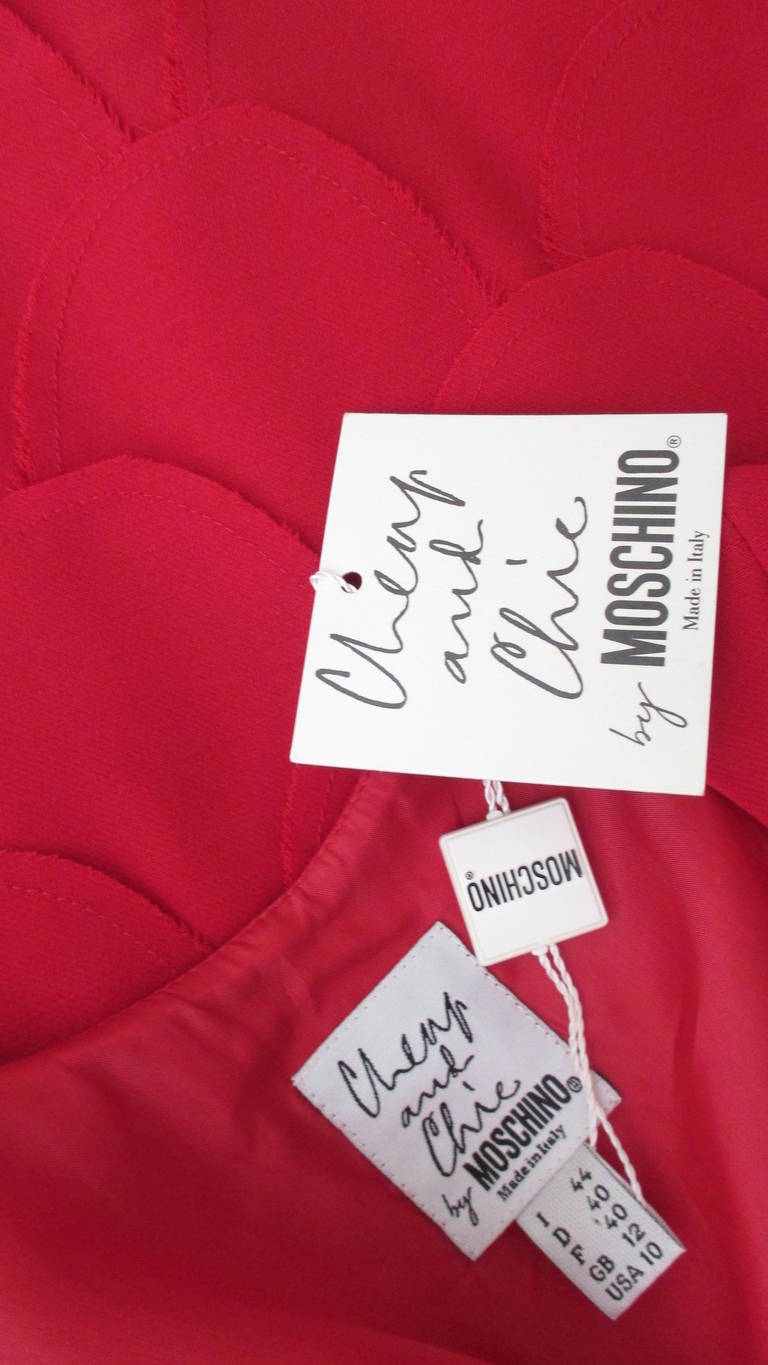 Cheap
and
Chic
by MOSCHINO®
Made in Italy
MOSCHINO®
Cheap
and
Chic
by MOSCHINO®
Made in Italy
I 44
D 40
F 40
GB 12
USA 10